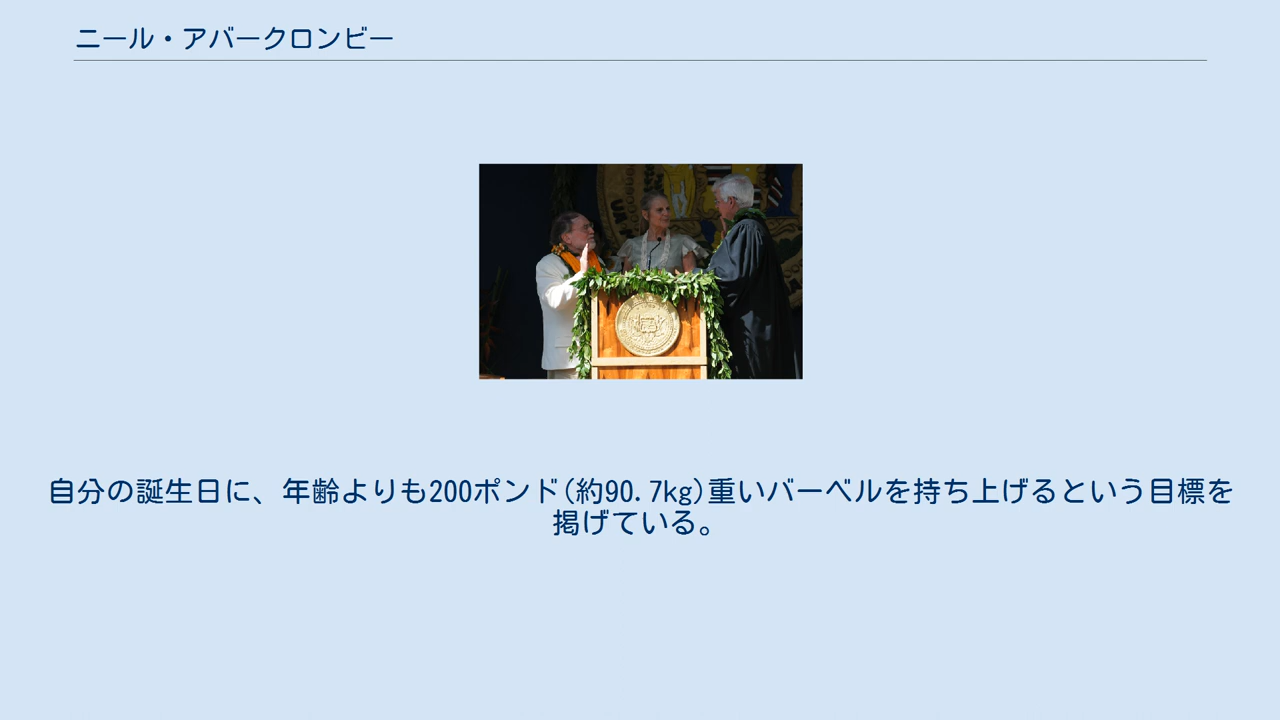 ニール・アバークロンビー
自分の誕生日に、年齢よりも200ポンド(約90.7kg)重いバーベルを持ち上げるという目標を
掲げている。